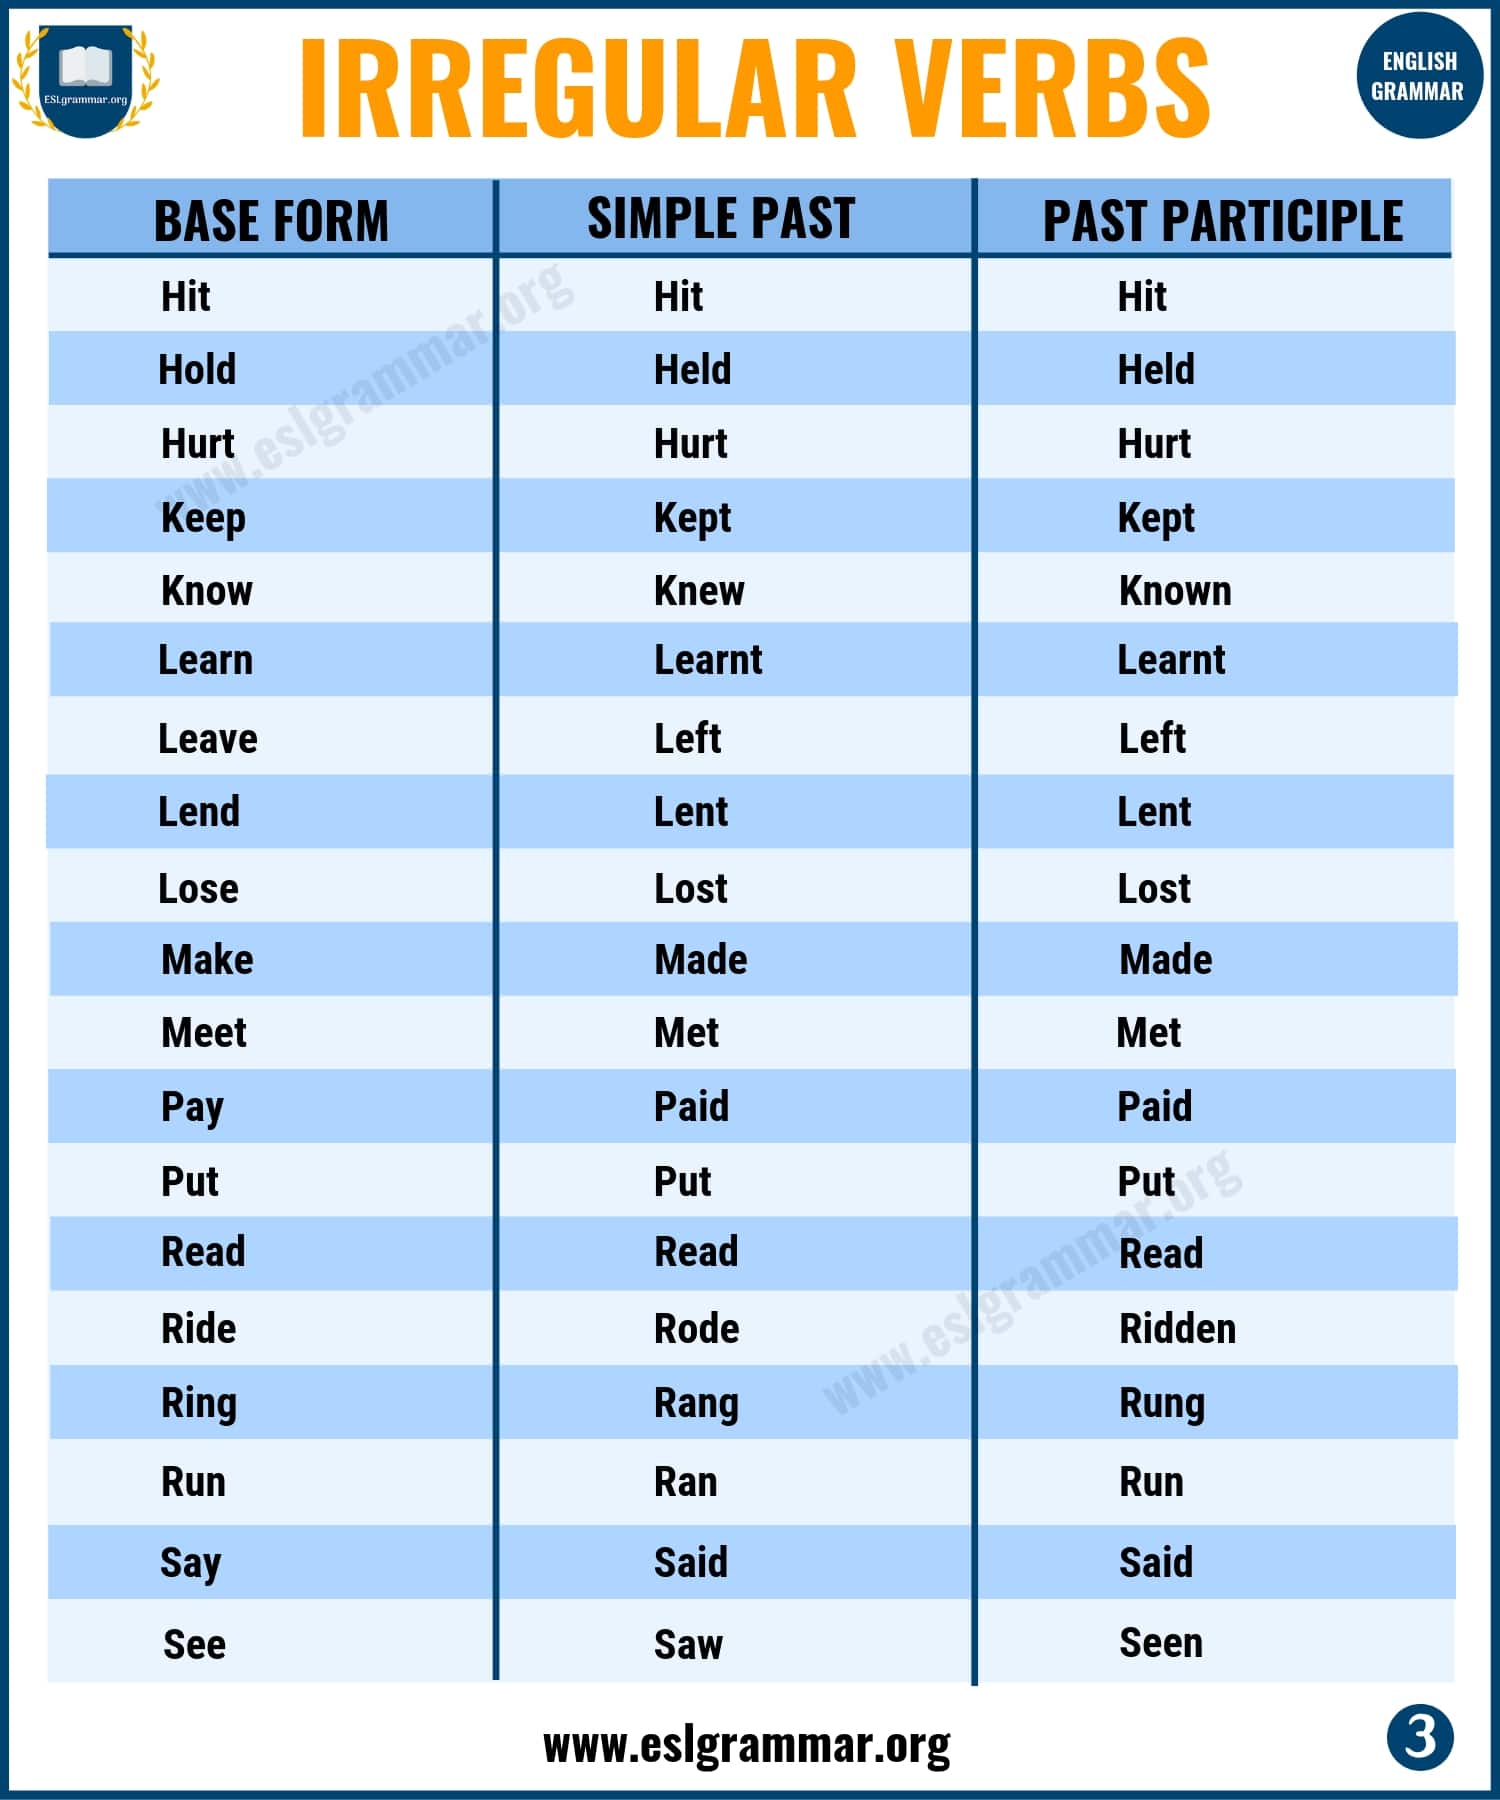 ESLgrammar.org
IRREGULAR VERBS
ENGLISH
GRAMMAR
BASE FORM SIMPLE PAST PAST PARTICIPLE
Hit Hit Hit
Hold Held Held
Hurt Hurt Hurt
Keep Kept Kept
Know Knew Known
Learn Learnt Learnt
Leave Left Left
Lend Lent Lent
Lose Lost Lost
Make Made Made
Meet Met Met
Pay Paid Paid
Put Put Put
Read Read Read
Ride Rode Ridden
Ring Rang Rung
Run Ran Run
Say Said Said
See Saw Seen
www.eslgrammar.org
www.eslgrammar.org
www.eslgrammar.org
3